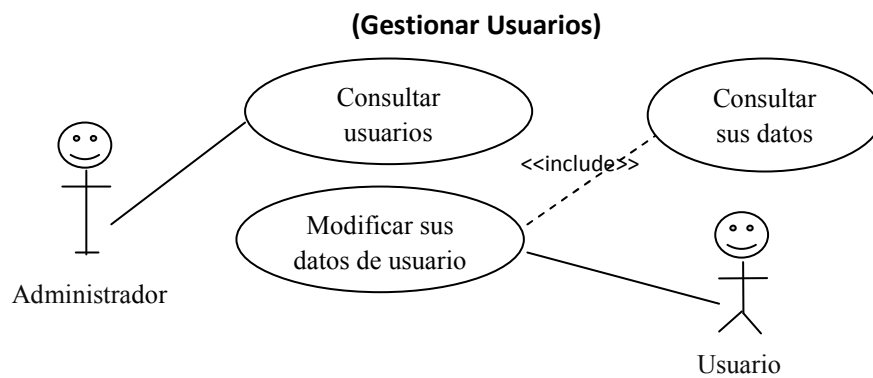 (Gestionar Usuarios)
Consultar
usuarios
Consultar
sus datos
<<include>>
Modificar sus
datos de usuario
Administrador
Usuario